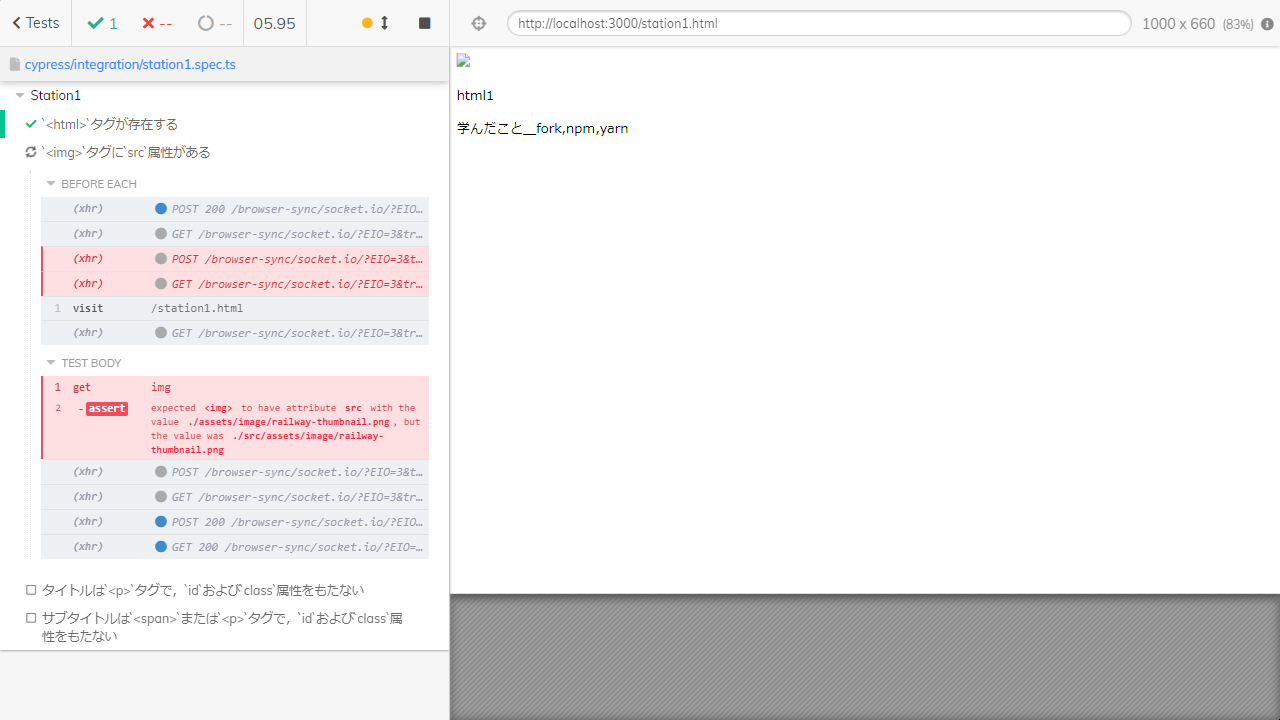 Tests
1
--
--
05.95
http://localhost:3000/station1.html
1000 x 660 (83%)
cypress/integration/station1.spec.ts
Station1
`<html>`タグが存在する
`<img>`タグに`src`属性がある
BEFORE EACH
(xhr) POST 200 /browser-sync/socket.io/?EIO…
(xhr) GET /browser-sync/socket.io/?EIO=3&tr…
(xhr) POST /browser-sync/socket.io/?EIO=3&t…
(xhr) GET /browser-sync/socket.io/?EIO=3&tr…
1 visit /station1.html
(xhr) GET /browser-sync/socket.io/?EIO=3&tr…
TEST BODY
1 get img
2 -assert expected <img> to have attribute src with the
value ./assets/image/railway-thumbnail.png, but
the value was ./src/assets/image/railway-
thumbnail.png
(xhr) POST /browser-sync/socket.io/?EIO=3&t…
(xhr) GET /browser-sync/socket.io/?EIO=3&tr…
(xhr) POST 200 /browser-sync/socket.io/?EIO…
(xhr) GET 200 /browser-sync/socket.io/?EIO=…
タイトルは`<p>`タグで，`id`および`class`属性をもたない
サブタイトルは`<span>`または`<p>`タグで，`id`および`class`属
性をもたない
html1
学んだこと__fork,npm,yarn